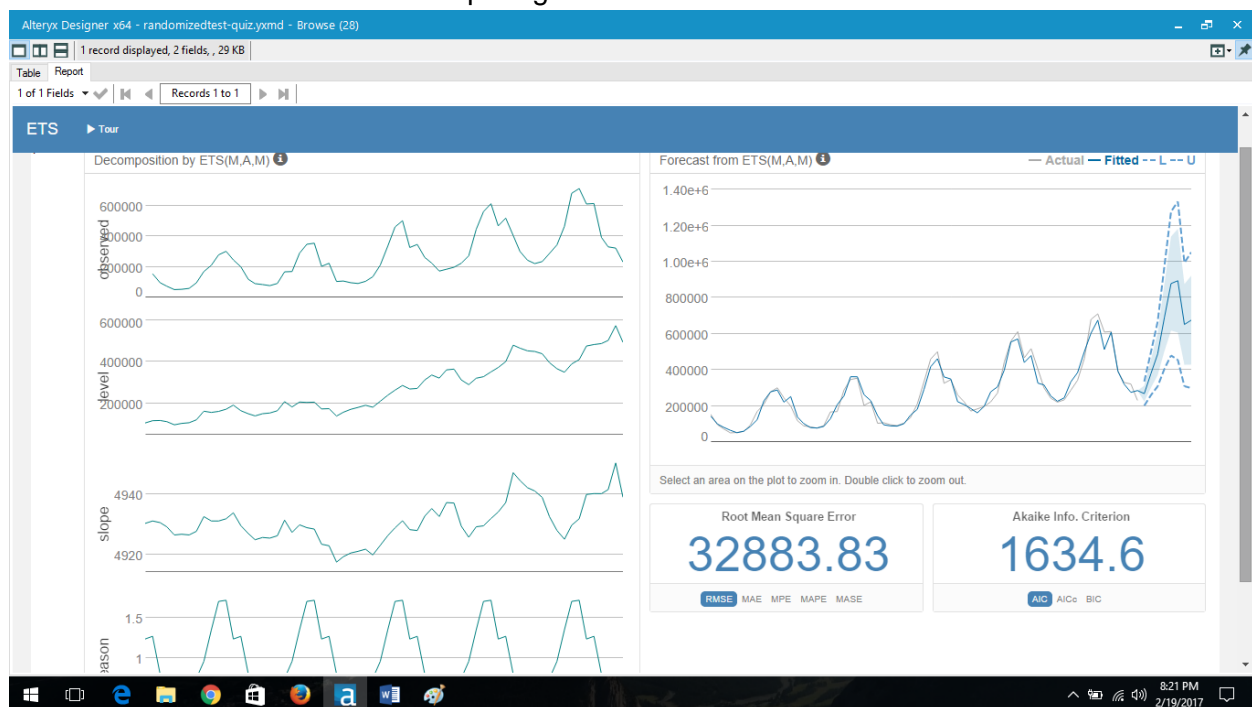 Alteryx Designer x64 - randomizedtest-quiz.yxmd - Browse (28)
1 record displayed, 2 fields, , 29 KB
Table Report
1 of 1 Fields Records 1 to 1
ETS Tour
Decomposition by ETS(M,A,M)
600000
400000
200000
0
observed
600000
400000
200000
level
4940
4920
slope
1.5
1
Forecast from ETS(M,A,M)
Actual Fitted L U
1.40e+6
1.20e+6
1.00e+6
800000
600000
400000
200000
0
Select an area on the plot to zoom in. Double click to zoom out.
Root Mean Square Error
32883.83
RMSE MAE MPE MAPE MASE
Akaike Info. Criterion
1634.6
AIC AICc BIC
8:21 PM
2/19/2017